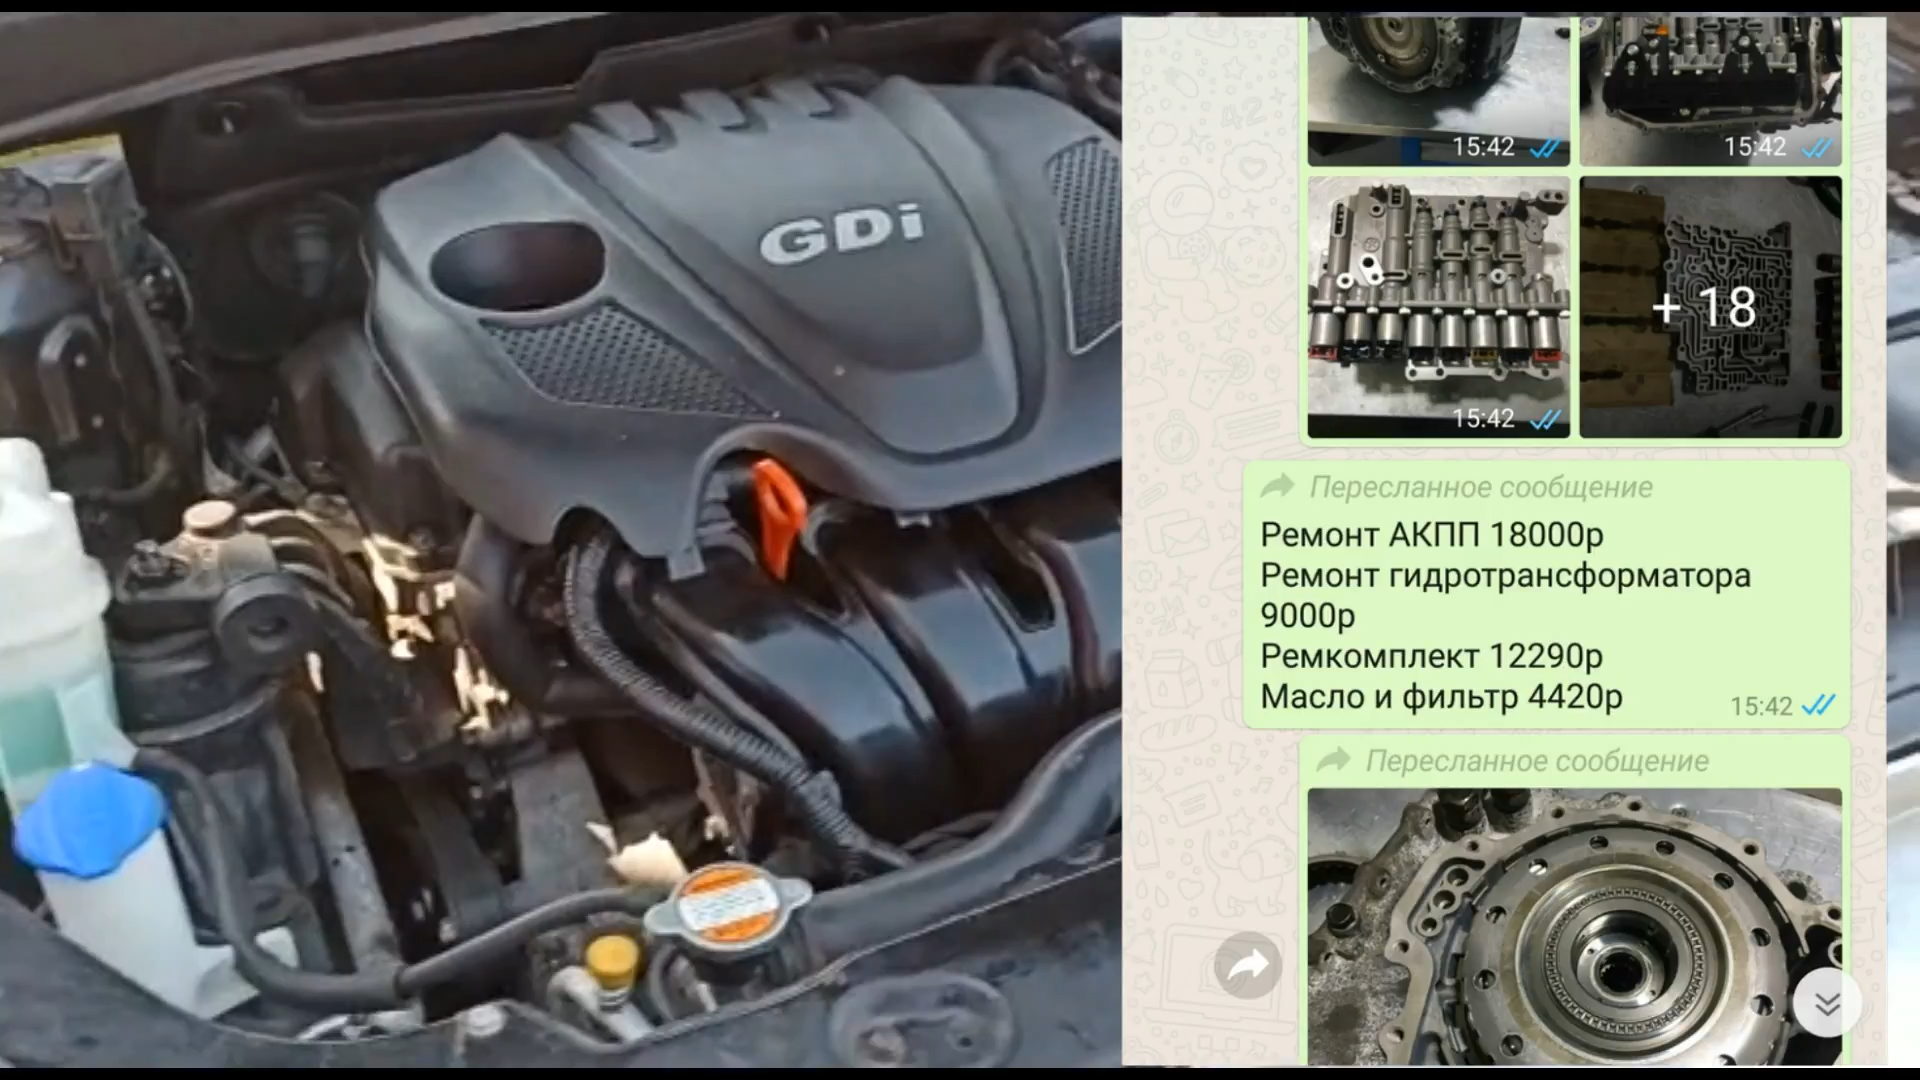 GDi
15:42
15:42
+ 18
15:42
Пересланное сообщение
Ремонт АКПП 18000р
Ремонт гидротрансформатора
9000р
Ремкомплект 12290р
Масло и фильтр 4420р
15:42
Пересланное сообщение